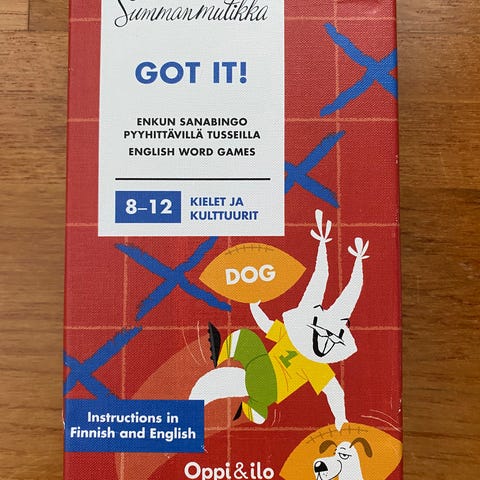 Summanmutikka
GOT IT!
ENKUN SANABINGO
PYYHITTÄVILLÄ TUSSEILLA
ENGLISH WORD GAMES
8–12
KIELET JA
KULTTUURIT
DOG
1
Instructions in
Finnish and English
Oppi&ilo